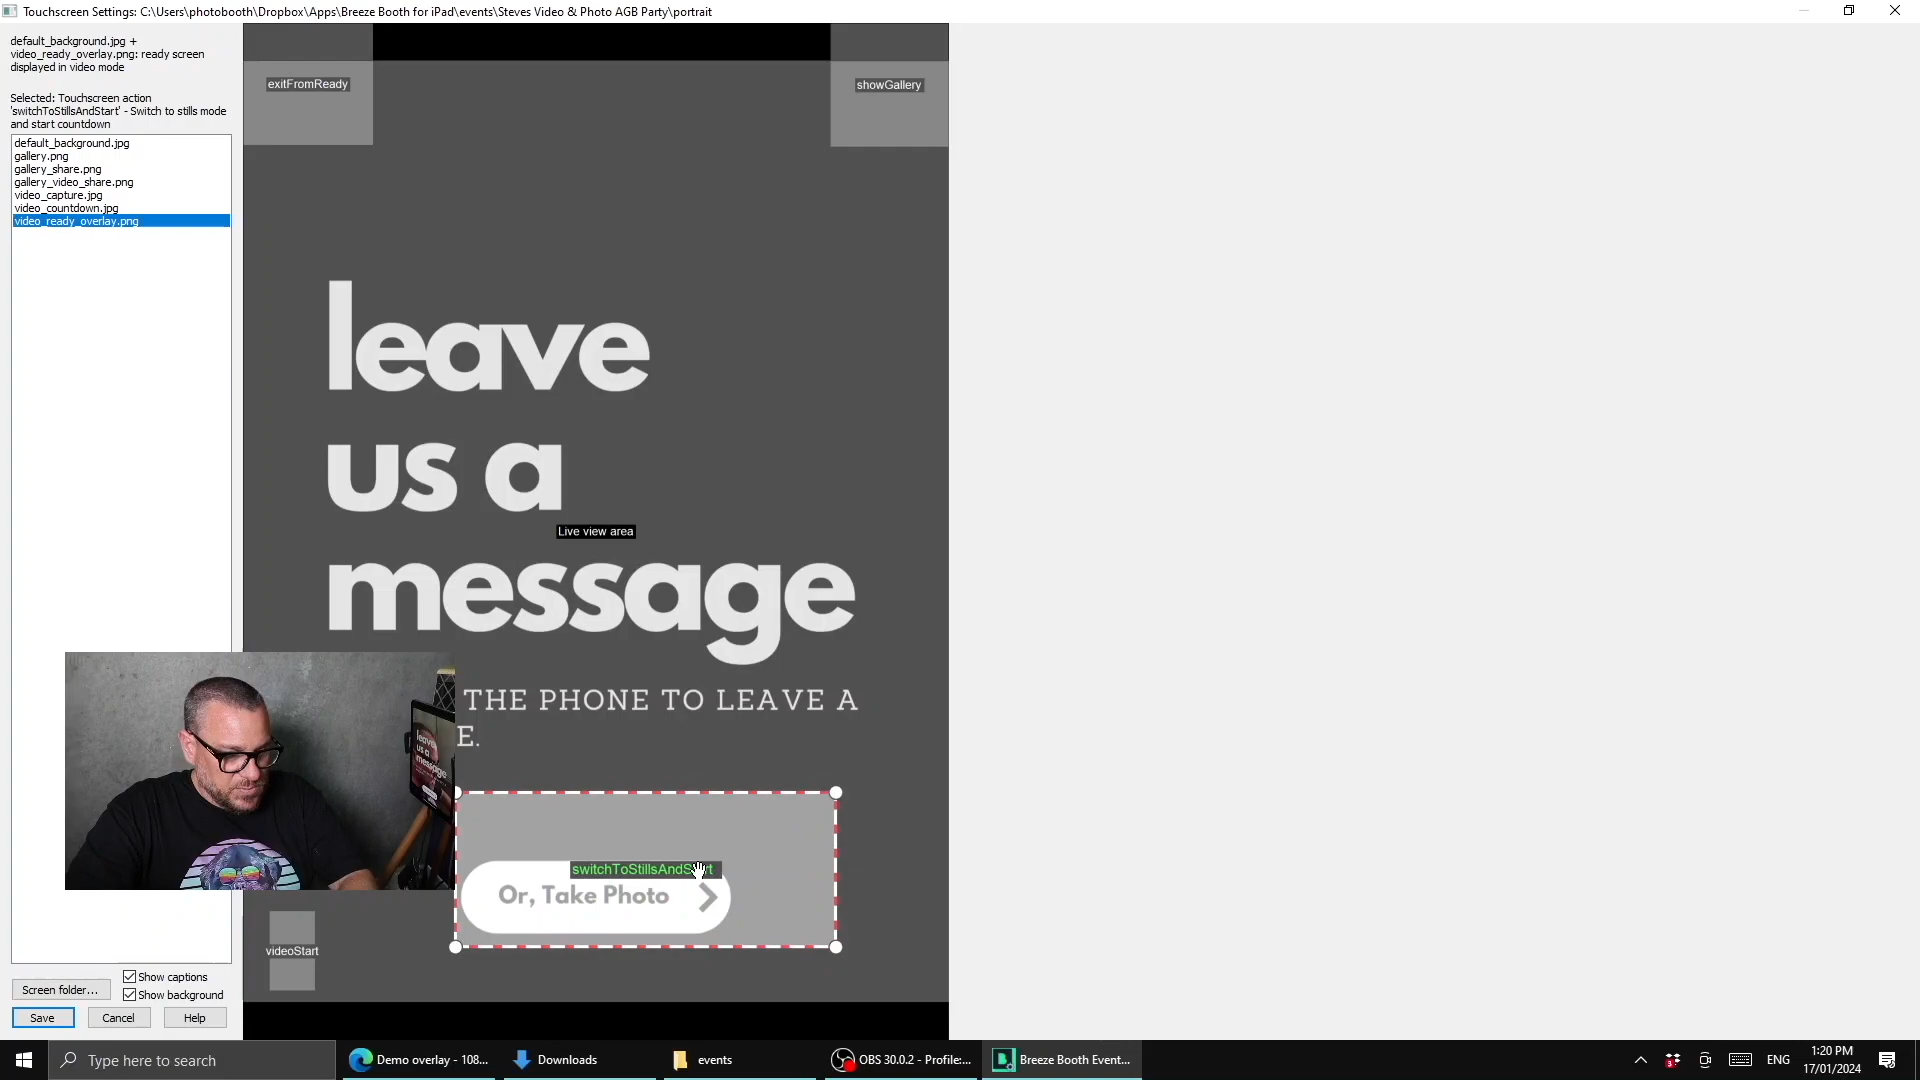 Touchscreen Settings: C:\Users\photobooth\Dropbox\Apps\Breeze Booth for iPad\events\Steves Video & Photo AGB Party\portrait
default_background.jpg +
video_ready_overlay.png: ready screen
displayed in video mode
Selected: Touchscreen action
'switchToStillsAndStart' - Switch to stills mode
and start countdown
default_background.jpg
gallery.png
gallery_share.png
gallery_video_share.png
video_capture.jpg
video_countdown.jpg
video_ready_overlay.png
exitFromReady
showGallery
leave
us a
Live view area
message
THE PHONE TO LEAVE A
E.
leave
us a
message
switchToStillsAndStart
Or, Take Photo
videoStart
Show captions
Screen folder...
Show background
Save
Cancel
Help
Type here to search
Demo overlay - 108...
Downloads
events
OBS 30.0.2 - Profile:...
Breeze Booth Event...
ENG
1:20 PM
17/01/2024